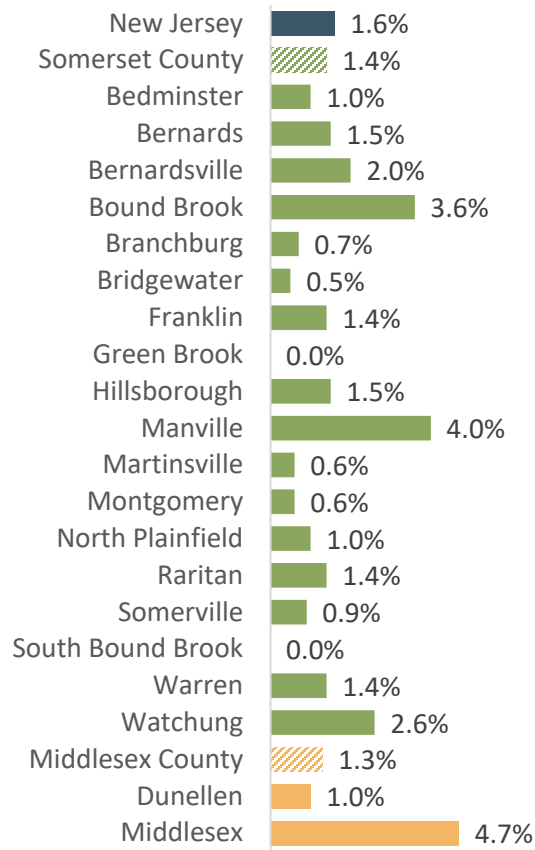 New Jersey 1.6%
Somerset County 1.4%
Bedminster 1.0%
Bernards 1.5%
Bernardsville 2.0%
Bound Brook 3.6%
Branchburg 0.7%
Bridgewater 0.5%
Franklin 1.4%
Green Brook 0.0%
Hillsborough 1.5%
Manville 4.0%
Martinsville 0.6%
Montgomery 0.6%
North Plainfield 1.0%
Raritan 1.4%
Somerville 0.9%
South Bound Brook 0.0%
Warren 1.4%
Watchung 2.6%
Middlesex County 1.3%
Dunellen 1.0%
Middlesex 4.7%